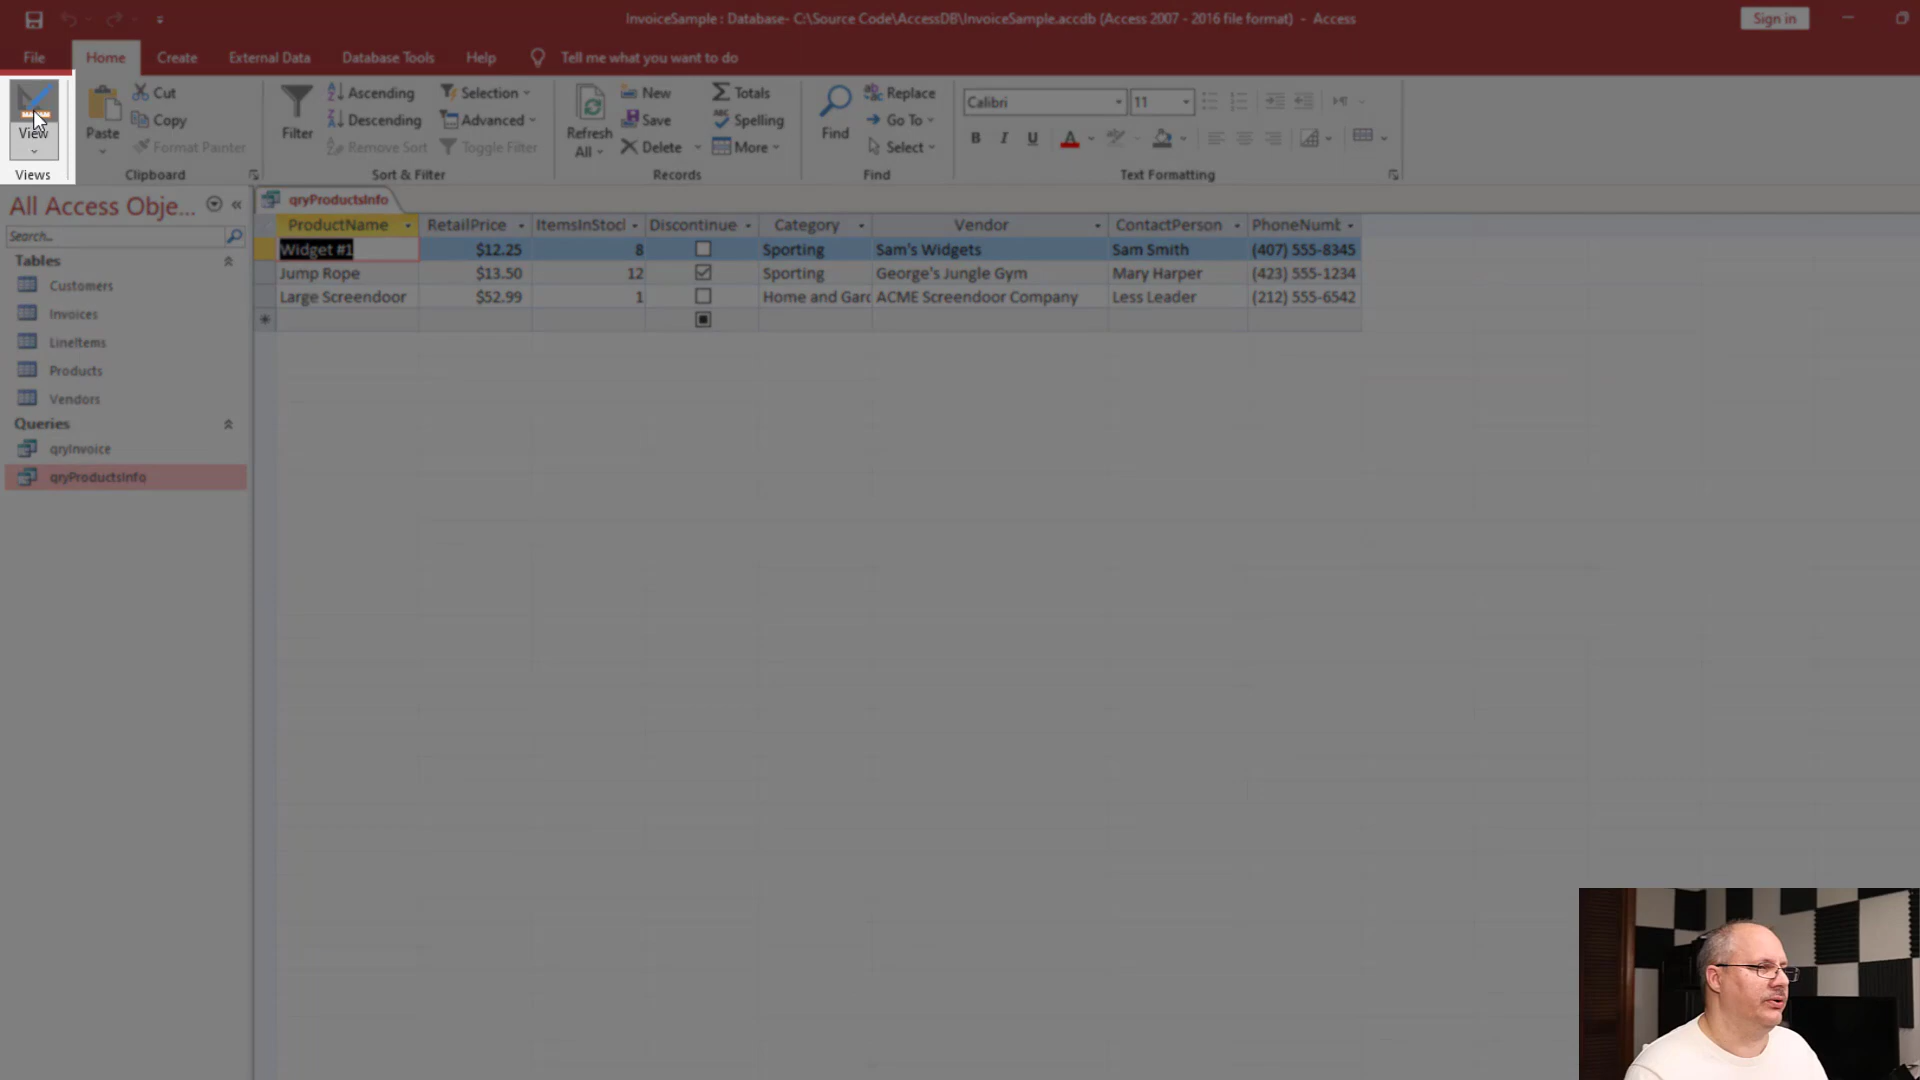 InvoiceSample : Database- C:\Source Code\AccessDB\InvoiceSample.accdb (Access 2007 - 2016 file format) - Access
Sign in
File Home Create External Data Database Tools Help Tell me what you want to do
View
Views
Paste
Cut
Copy
Format Painter
Clipboard
Filter
Ascending
Descending
Remove Sort
Selection
Advanced
Toggle Filter
Sort & Filter
Refresh
All
New
Save
Delete
Totals
Spelling
More
Records
Find
Replace
Go To
Select
Find
Calibri 11
B I U A
Text Formatting
All Access Obje...
Search...
Tables
Customers
Invoices
LineItems
Products
Vendors
Queries
qryInvoice
qryProductsInfo
qryProductsInfo
ProductName RetailPrice ItemsInStocl Discontinue Category Vendor ContactPerson PhoneNumt
Widget #1 $12.25 8 Sporting Sam's Widgets Sam Smith (407) 555-8345
Jump Rope $13.50 12 Sporting George's Jungle Gym Mary Harper (423) 555-1234
Large Screendoor $52.99 1 Home and Garc ACME Screendoor Company Less Leader (212) 555-6542